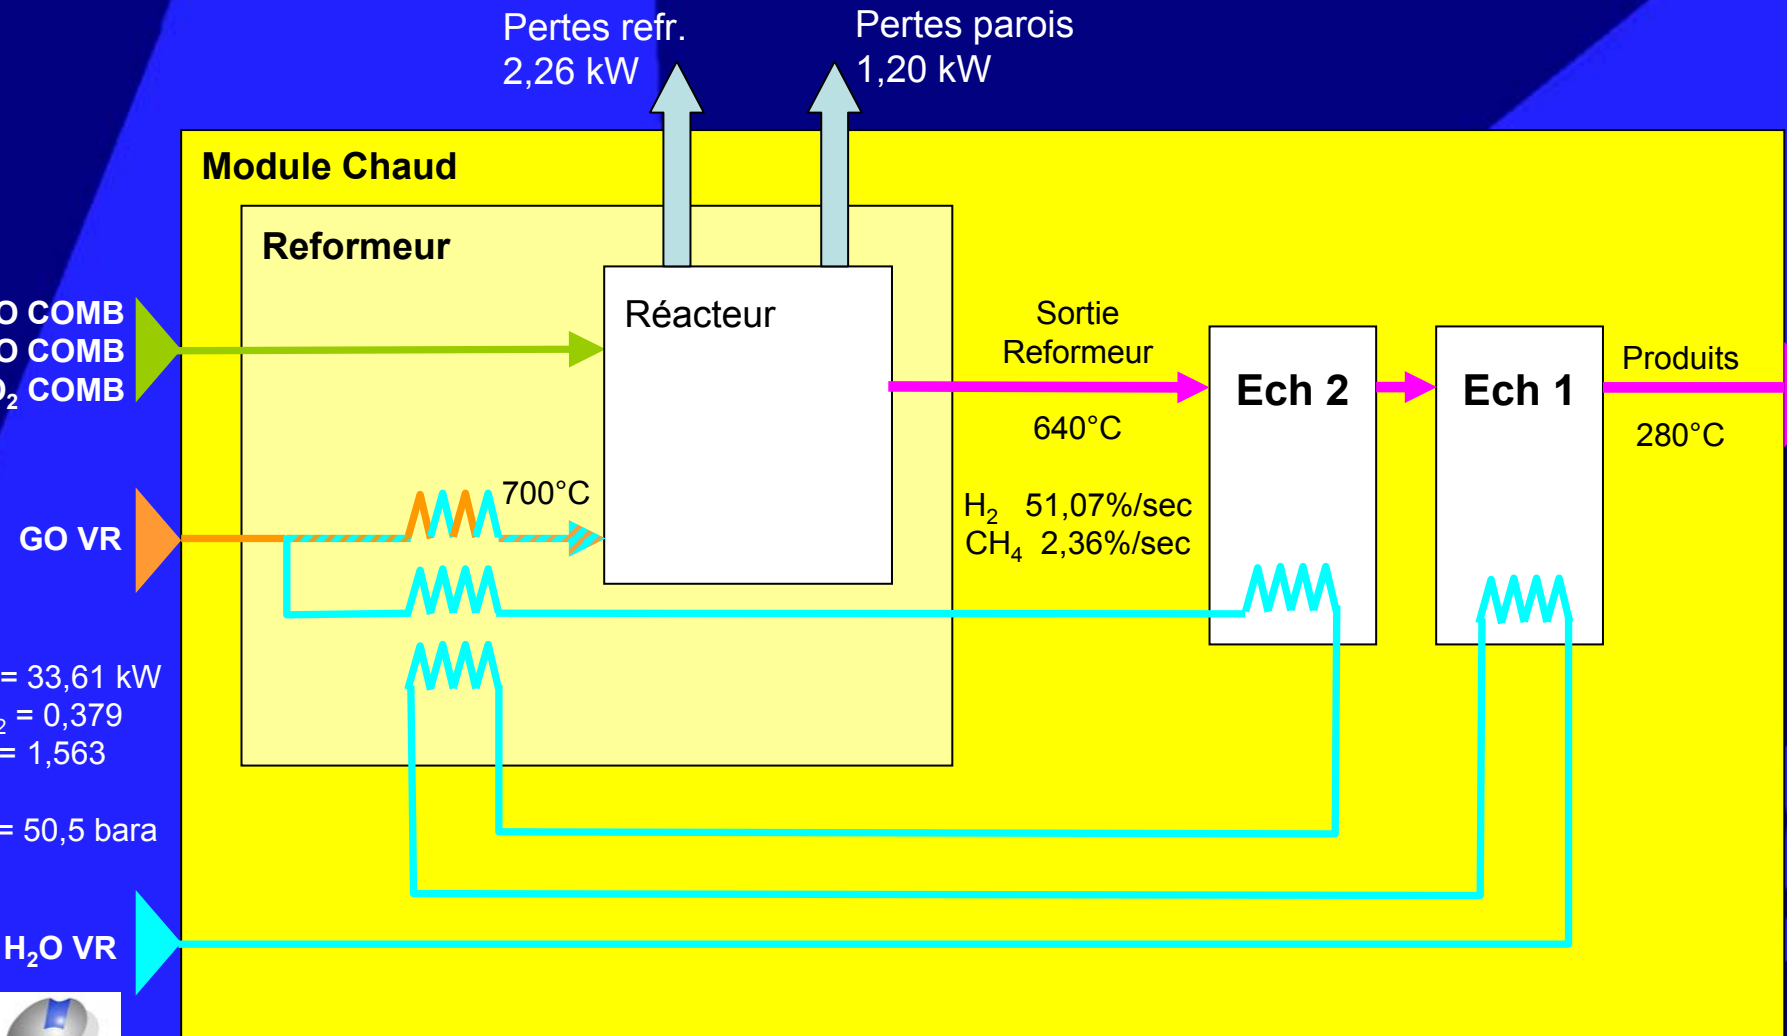 Pertes refr.
2,26 kW
Pertes parois
1,20 kW
Module Chaud
Reformeur
O COMB
O COMB
O₂ COMB
Réacteur
Sortie
Reformeur
640°C
H₂ 51,07%/sec
CH₄ 2,36%/sec
Ech 2
Ech 1
Produits
280°C
700°C
GO VR
= 33,61 kW
₂ = 0,379
= 1,563
= 50,5 bara
H₂O VR